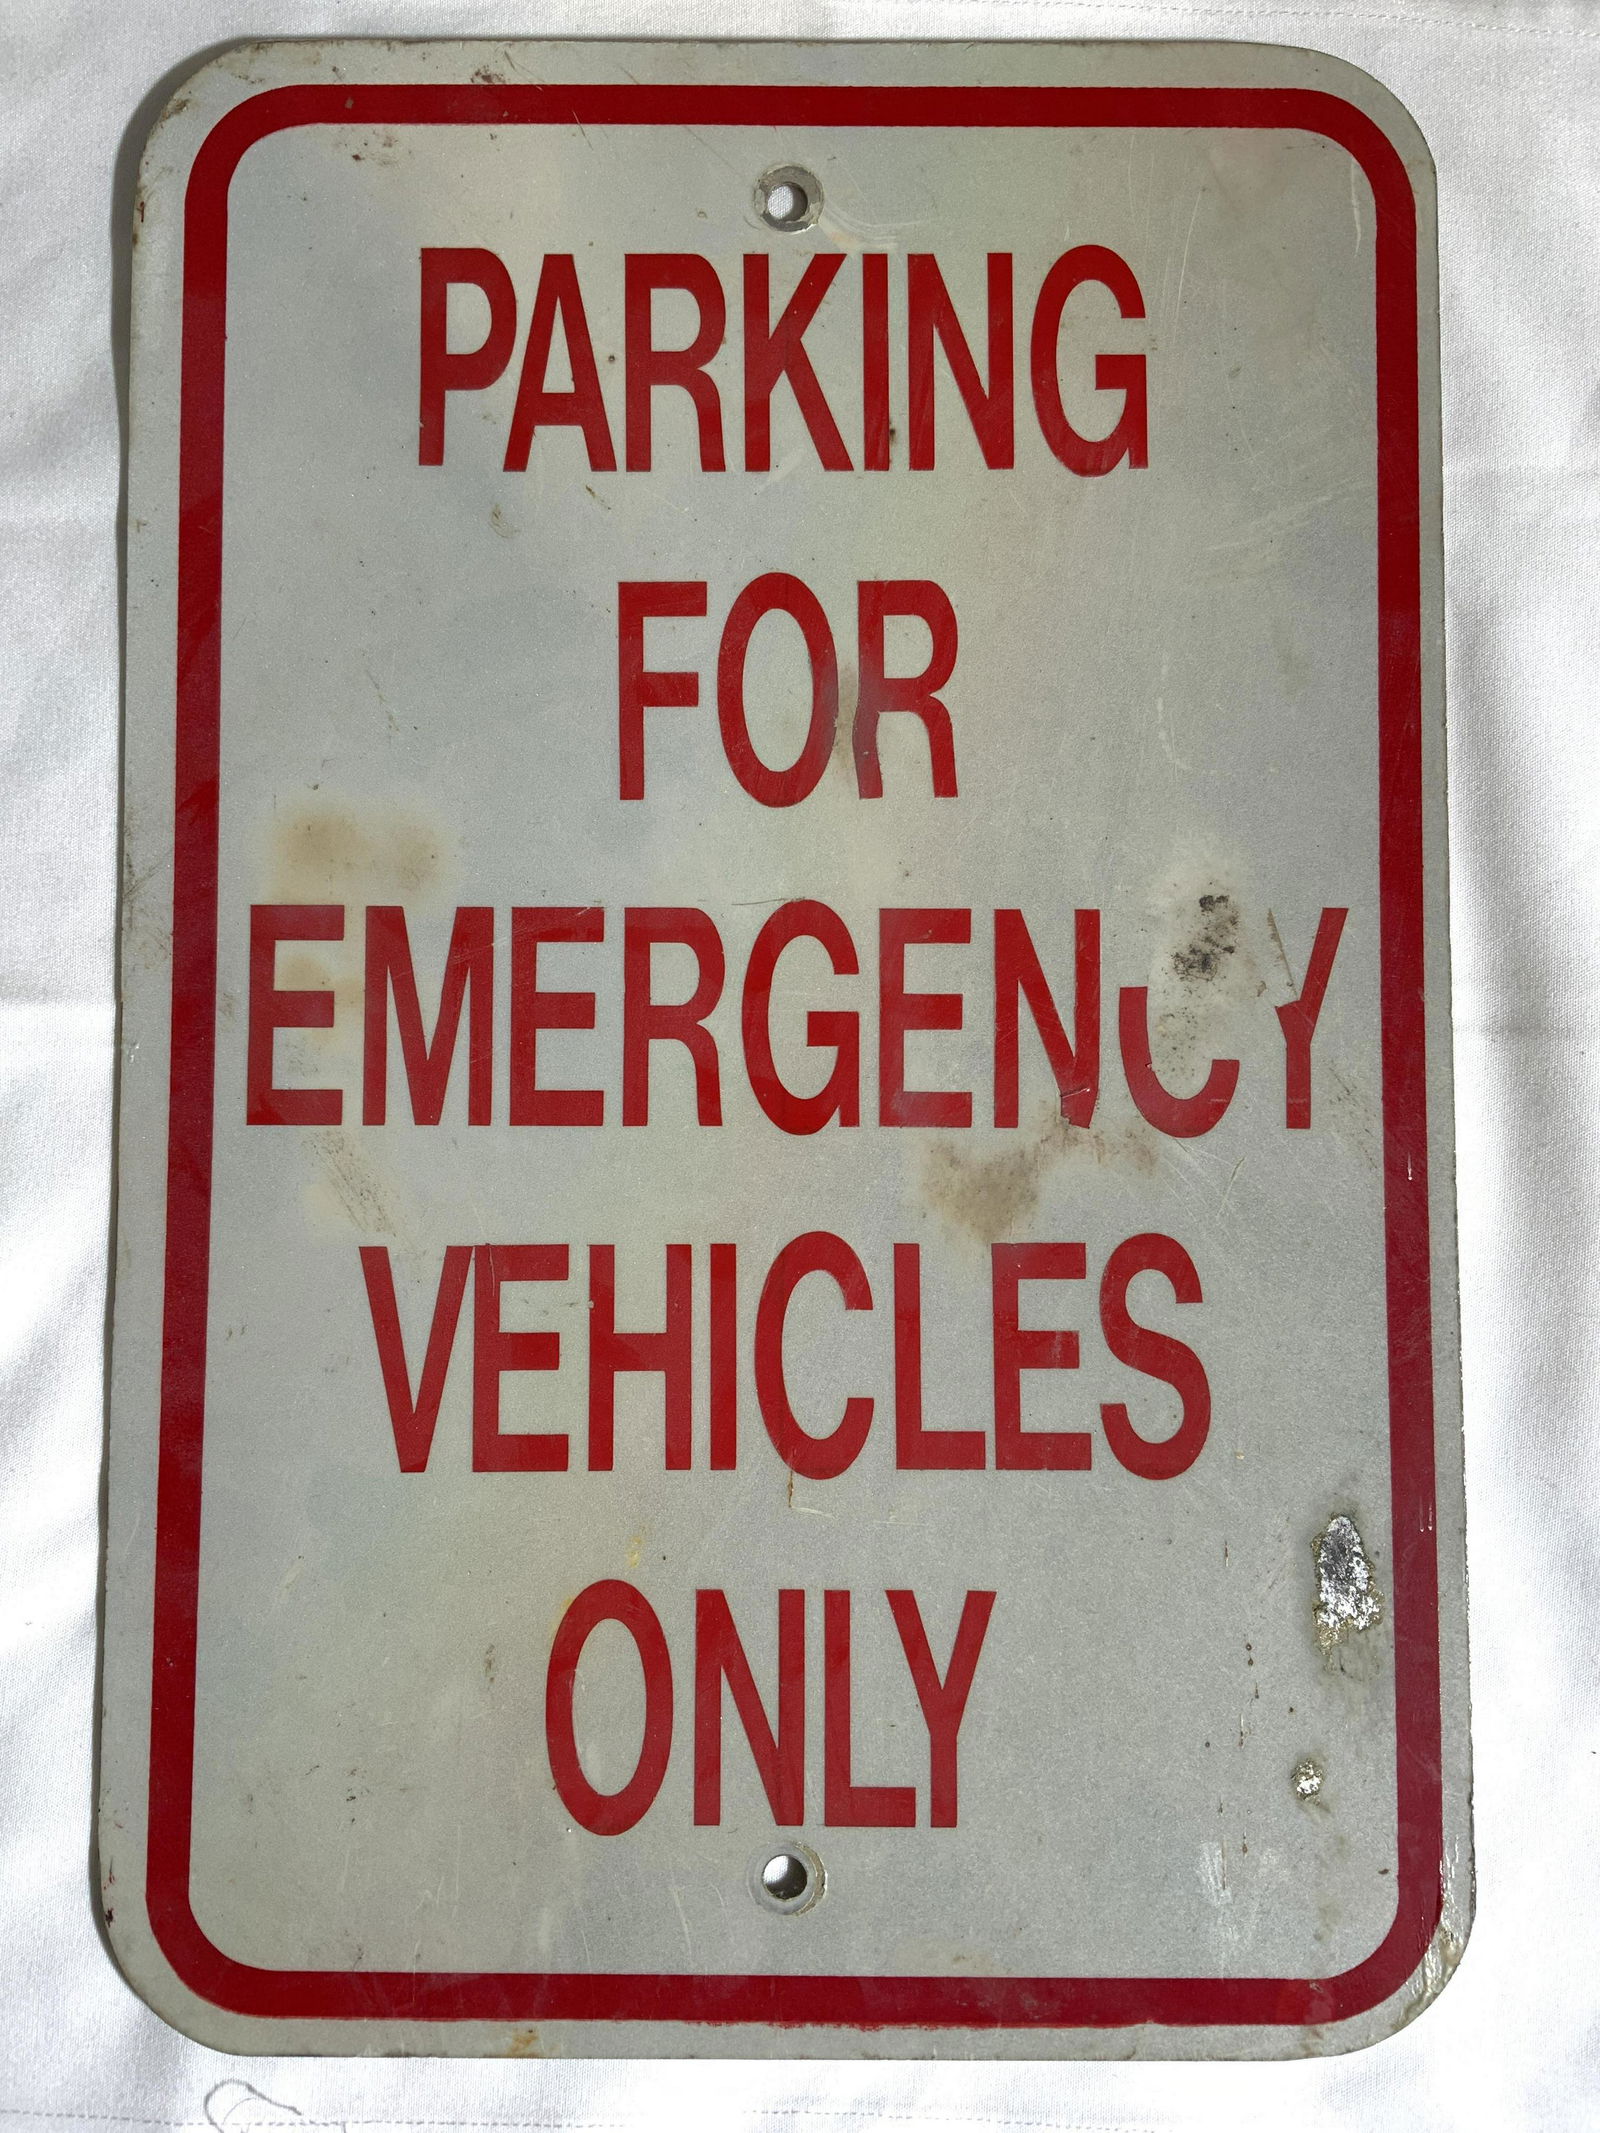 PARKING
FOR
EMERGENCY
VEHICLES
ONLY